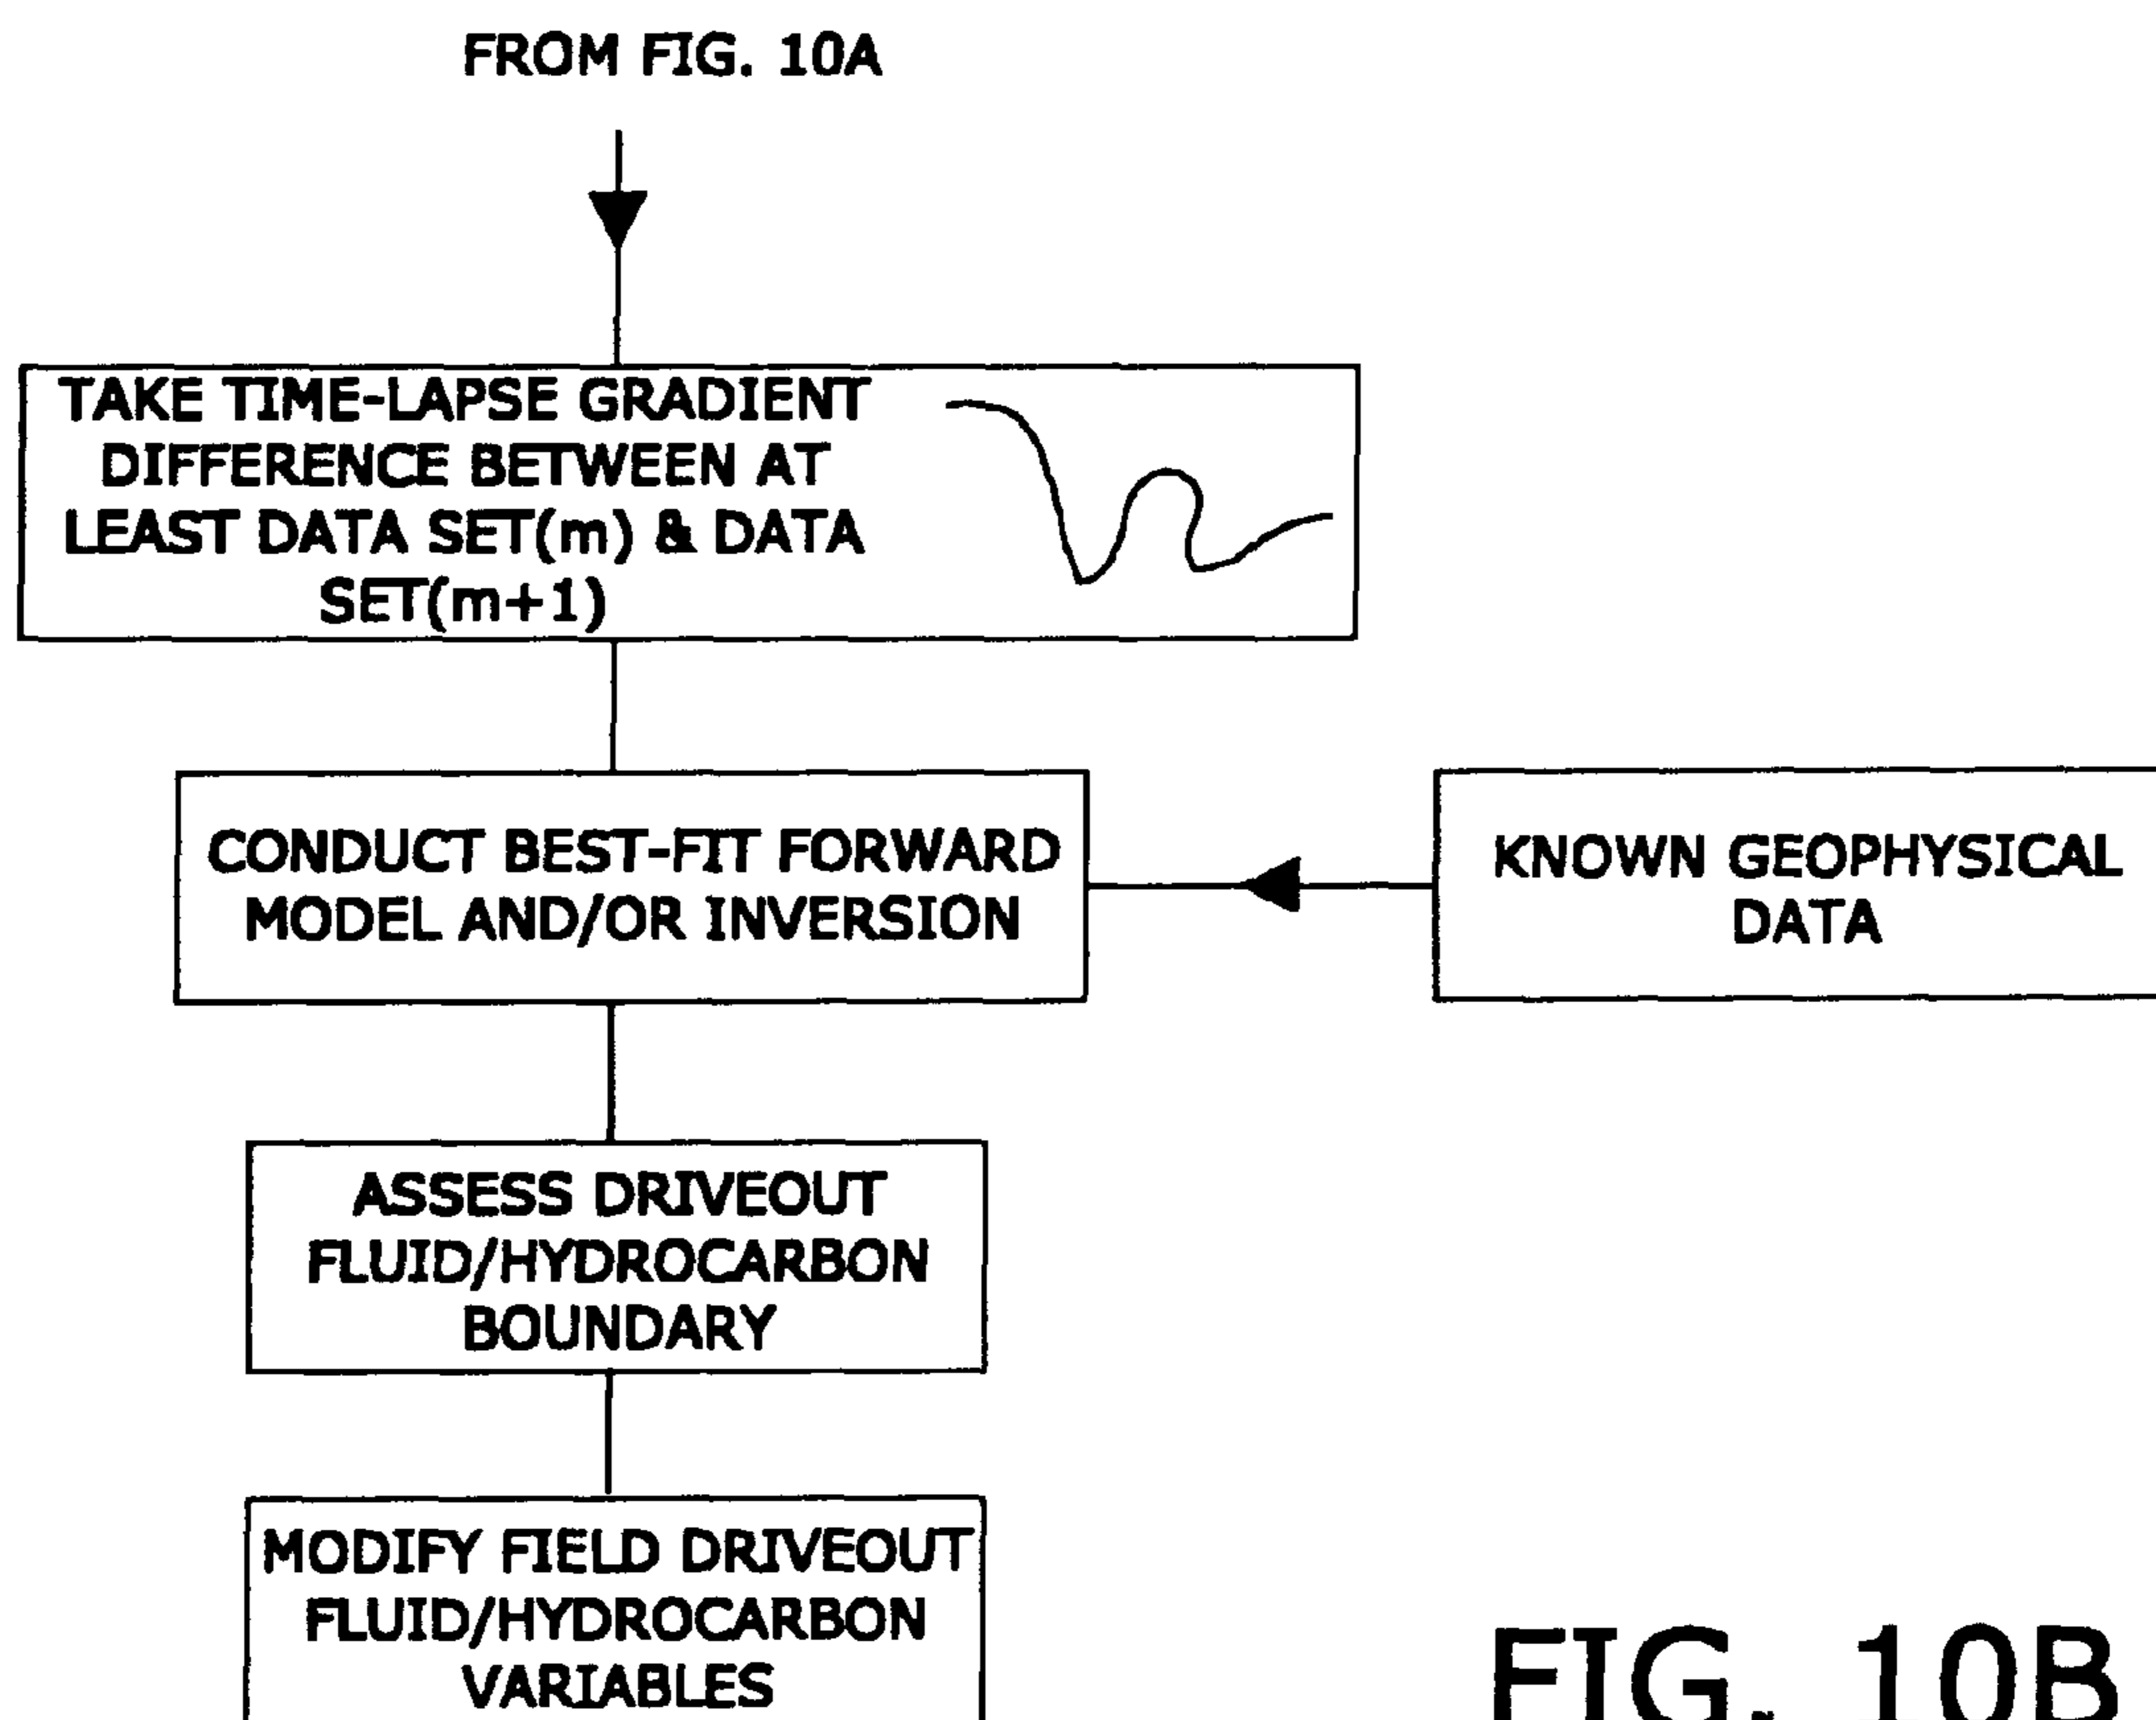 FROM FIG. 10A
TAKE TIME-LAPSE GRADIENT
DIFFERENCE BETWEEN AT
LEAST DATA SET(m) & DATA
SET(m+1)
CONDUCT BEST-FIT FORWARD
MODEL AND/OR INVERSION
KNOWN GEOPHYSICAL
DATA
ASSESS DRIVEOUT
FLUID/HYDROCARBON
BOUNDARY
MODIFY FIELD DRIVEOUT
FLUID/HYDROCARBON
VARIABLES
FIG. 10B